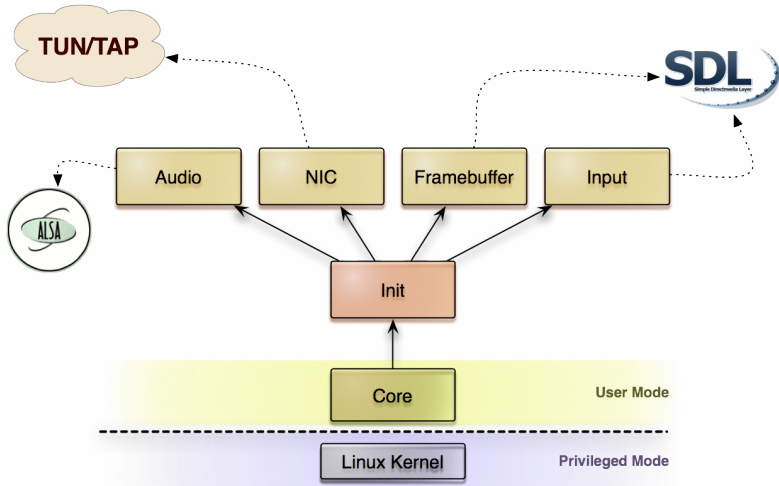 TUN/TAP
SDL
Simple Directmedia Layer
Audio
NIC
Framebuffer
Input
ALSA
Init
Core
User Mode
Linux Kernel
Privileged Mode